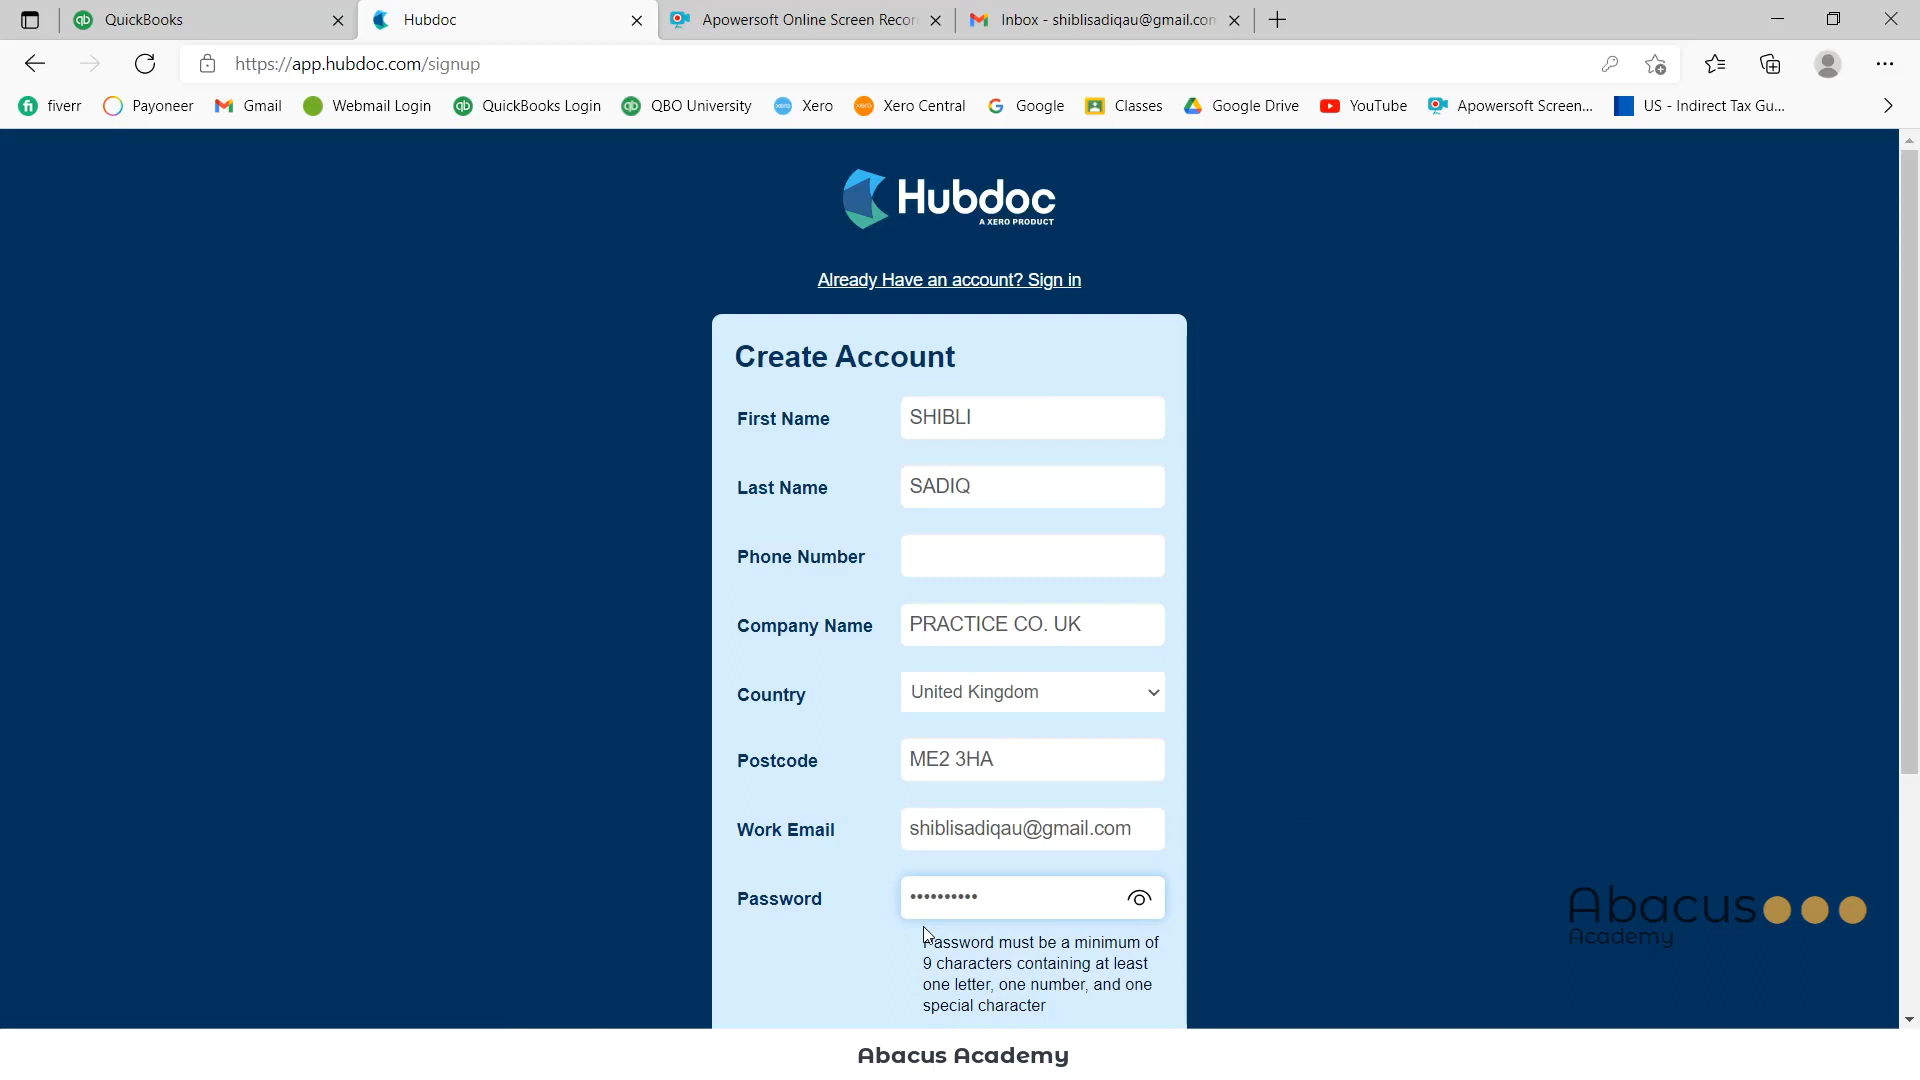 QuickBooks
Hubdoc
Apowersoft Online Screen Recor
Inbox - shiblisadiqau@gmail.com
https://app.hubdoc.com/signup
fiverr
Payoneer
Gmail
Webmail Login
QuickBooks Login
QBO University
Xero
Xero Central
Google
Classes
Google Drive
YouTube
Apowersoft Screen...
US - Indirect Tax Gu...
Hubdoc
A XERO PRODUCT
Already Have an account? Sign in
Create Account
First Name
SHIBLI
Last Name
SADIQ
Phone Number
Company Name
PRACTICE CO. UK
Country
United Kingdom
Postcode
ME2 3HA
Work Email
shiblisadiqau@gmail.com
Password
••••••••••
Password must be a minimum of
9 characters containing at least
one letter, one number, and one
special character
Abacus
Academy
Abacus Academy